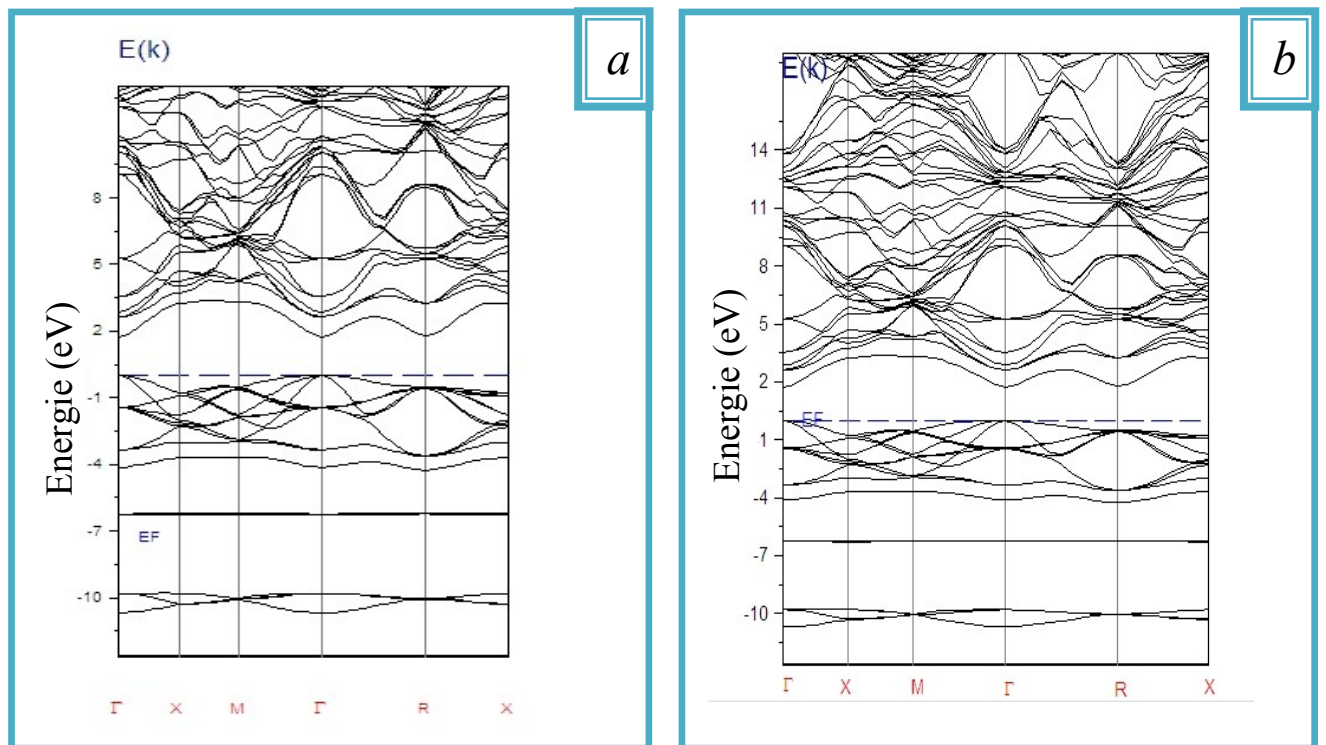 a
E(k)
8
5
2
-1
-4
-7
-10
Energie (eV)
EF
Γ X M Γ R X
b
E(k)
14
11
8
5
2
1
-4
-7
-10
Energie (eV)
EF
Γ X M Γ R X